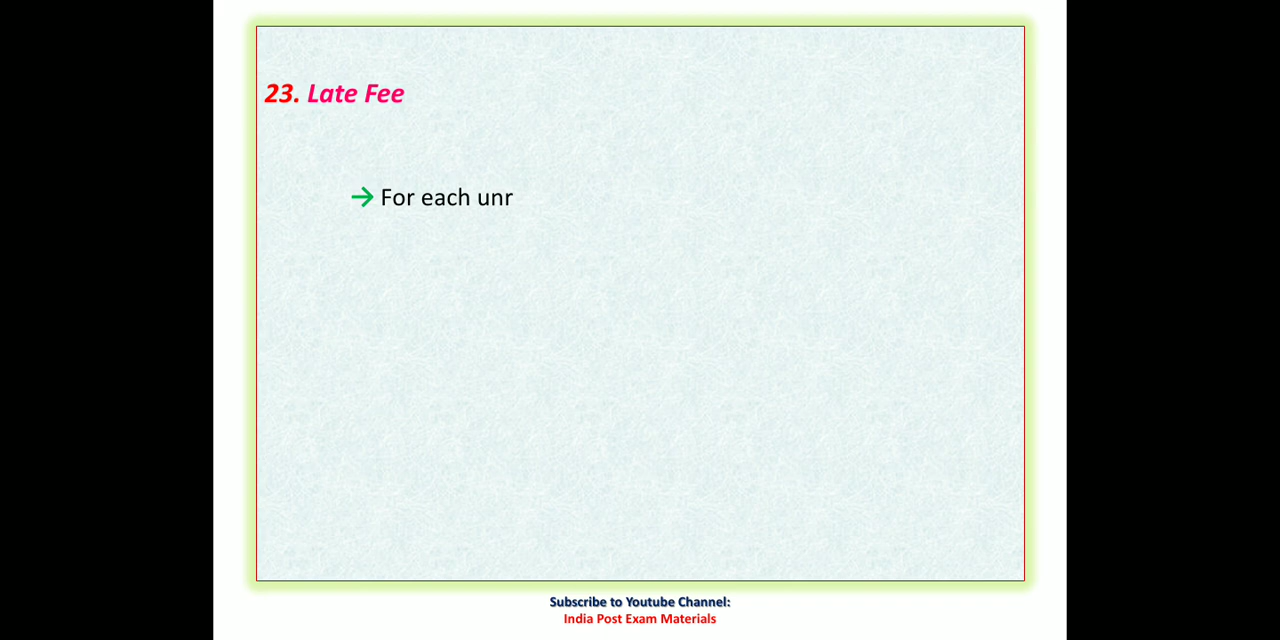 23. Late Fee
→ For each unr
Subscribe to Youtube Channel:
India Post Exam Materials